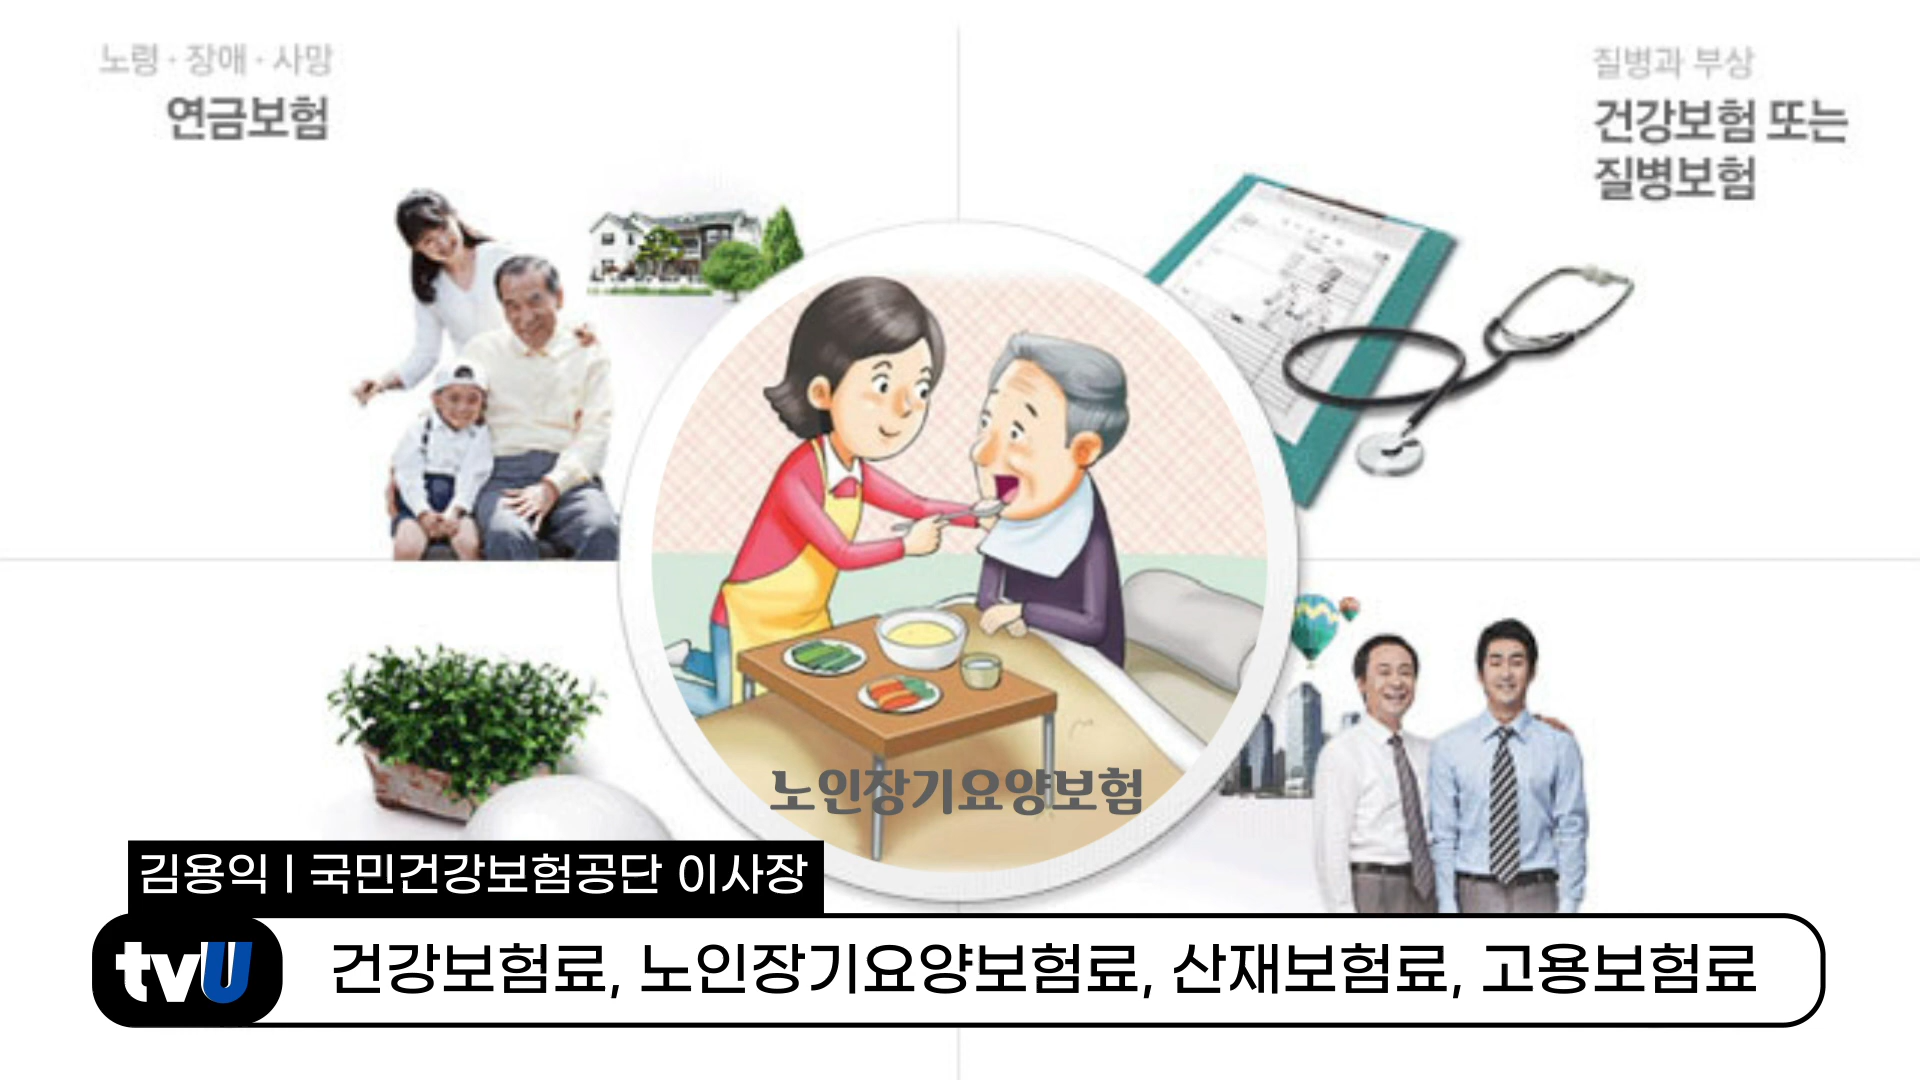 노령 · 장애 · 사망
연금보험
질병과 부상
건강보험 또는
질병보험
노인장기요양보험
김용익 | 국민건강보험공단 이사장
tvU
건강보험료, 노인장기요양보험료, 산재보험료, 고용보험료